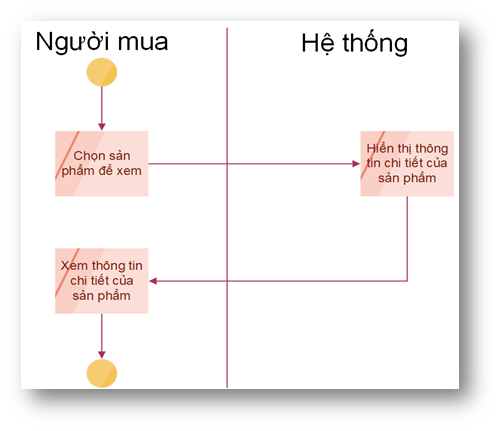 Người mua
Hệ thống
Chọn sản
phẩm để xem
Hiển thị thông
tin chi tiết của
sản phẩm
Xem thông tin
chi tiết của
sản phẩm